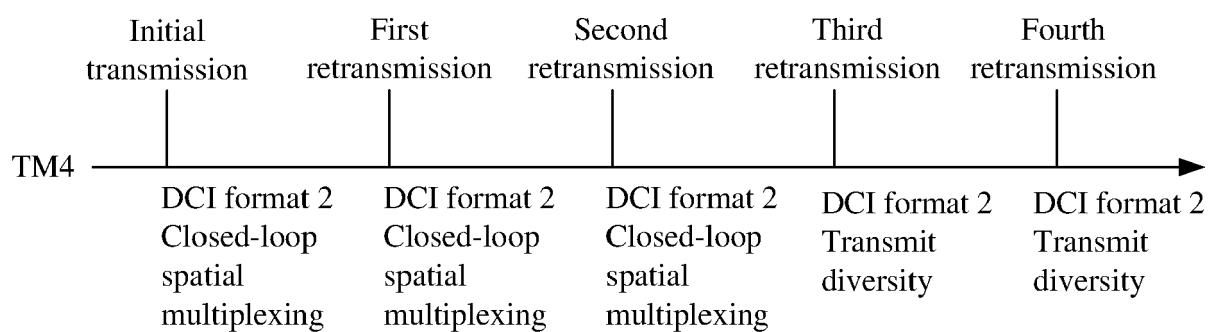 Initial
transmission
First
retransmission
Second
retransmission
Third
retransmission
Fourth
retransmission
TM4
DCI format 2
Closed-loop
spatial
multiplexing
DCI format 2
Closed-loop
spatial
multiplexing
DCI format 2
Closed-loop
spatial
multiplexing
DCI format 2
Transmit
diversity
DCI format 2
Transmit
diversity